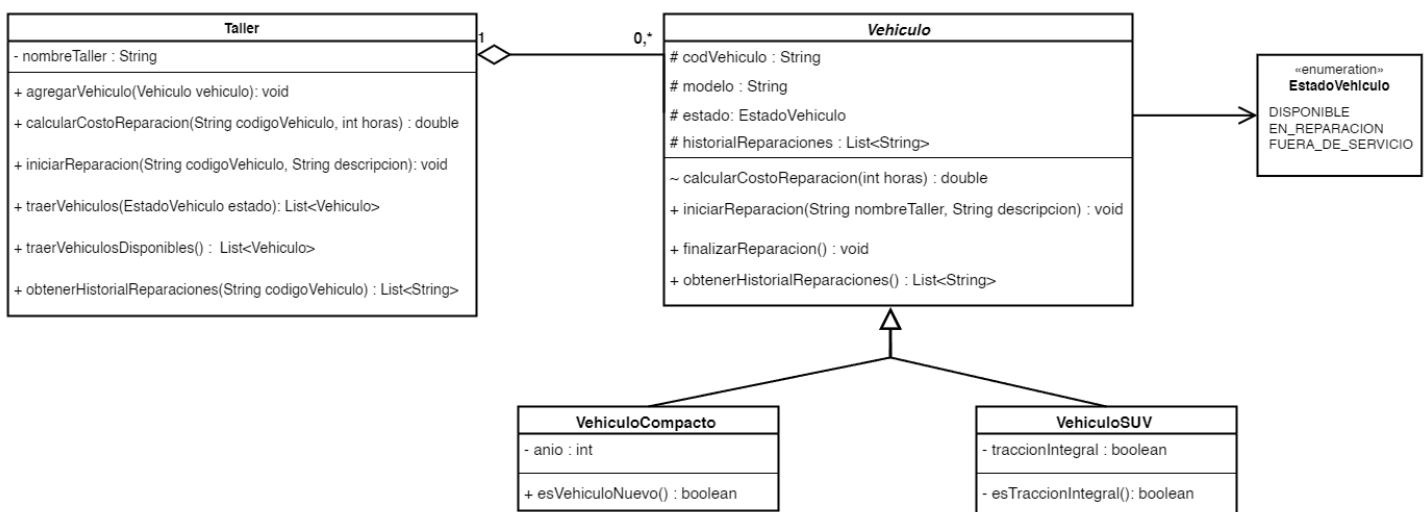 Taller
- nombreTaller : String
+ agregarVehiculo(Vehiculo vehiculo): void
+ calcularCostoReparacion(String codigoVehiculo, int horas) : double
+ iniciarReparacion(String codigoVehiculo, String descripcion): void
+ traerVehiculos(EstadoVehiculo estado): List<Vehiculo>
+ traerVehiculosDisponibles() : List<Vehiculo>
+ obtenerHistorialReparaciones(String codigoVehiculo) : List<String>
1
0,*
Vehiculo
# codVehiculo : String
# modelo : String
# estado: EstadoVehiculo
# historialReparaciones : List<String>
~ calcularCostoReparacion(int horas) : double
+ iniciarReparacion(String nombreTaller, String descripcion) : void
+ finalizarReparacion() : void
+ obtenerHistorialReparaciones() : List<String>
«enumeration»
EstadoVehiculo
DISPONIBLE
EN_REPARACION
FUERA_DE_SERVICIO
VehiculoCompacto
- anio : int
+ esVehiculoNuevo() : boolean
VehiculoSUV
- traccionIntegral : boolean
- esTraccionIntegral(): boolean